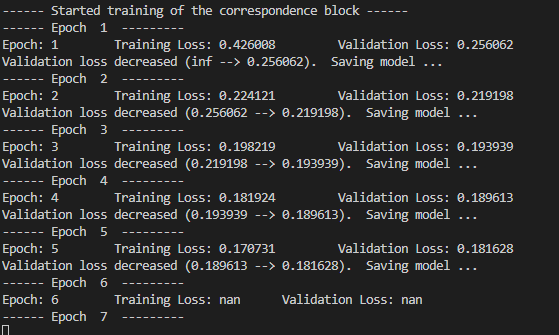 ------ Started training of the correspondence block ------
------ Epoch  1  ---------
Epoch: 1        Training Loss: 0.426008         Validation Loss: 0.256062
Validation loss decreased (inf --> 0.256062).  Saving model ...
------ Epoch  2  ---------
Epoch: 2        Training Loss: 0.224121         Validation Loss: 0.219198
Validation loss decreased (0.256062 --> 0.219198).  Saving model ...
------ Epoch  3  ---------
Epoch: 3        Training Loss: 0.198219         Validation Loss: 0.193939
Validation loss decreased (0.219198 --> 0.193939).  Saving model ...
------ Epoch  4  ---------
Epoch: 4        Training Loss: 0.181924         Validation Loss: 0.189613
Validation loss decreased (0.193939 --> 0.189613).  Saving model ...
------ Epoch  5  ---------
Epoch: 5        Training Loss: 0.170731         Validation Loss: 0.181628
Validation loss decreased (0.189613 --> 0.181628).  Saving model ...
------ Epoch  6  ---------
Epoch: 6        Training Loss: nan      Validation Loss: nan
------ Epoch  7  ---------